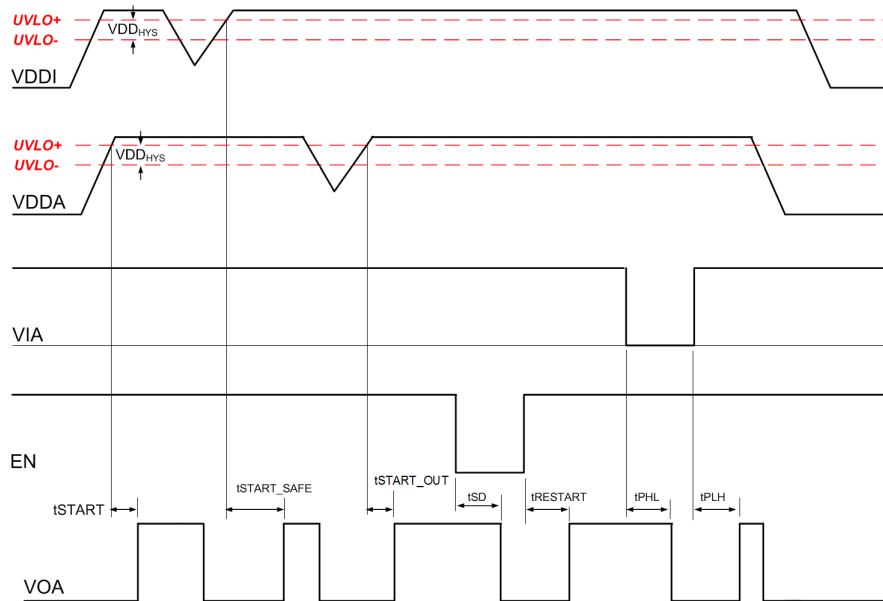 UVLO+
VDDHYS
UVLO-
VDDI
UVLO+
VDDHYS
UVLO-
VDDA
VIA
EN
tSTART
tSTART_SAFE
tSTART_OUT
tSD
tRESTART
tPHL
tPLH
VOA